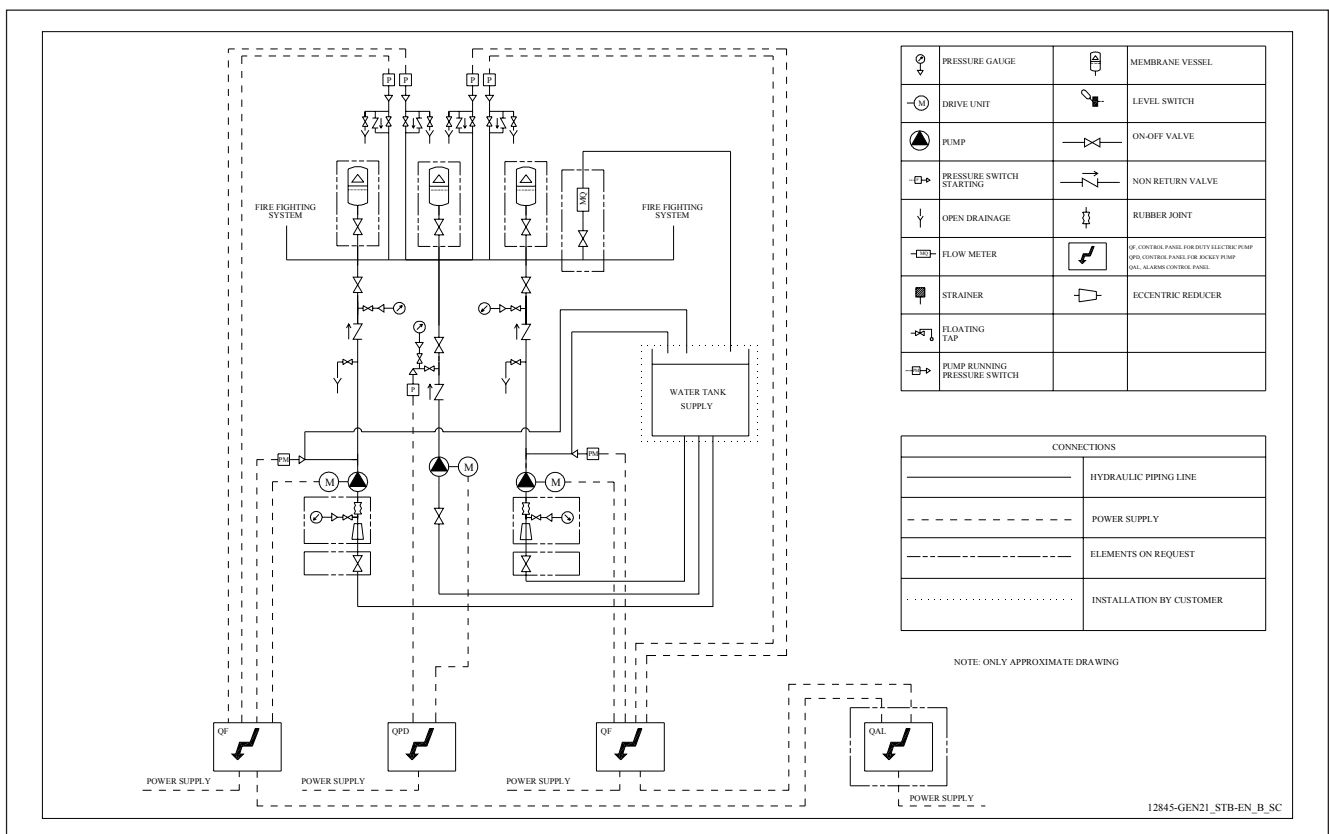 P
P
P
P
FIRE FIGHTING
SYSTEM
MQ
FIRE FIGHTING
SYSTEM
P
WATER TANK
SUPPLY
PM
M
M
M
PM
QF
QPD
QF
QAL
POWER SUPPLY
POWER SUPPLY
POWER SUPPLY
POWER SUPPLY
PRESSURE GAUGE
MEMBRANE VESSEL
M
DRIVE UNIT
LEVEL SWITCH
PUMP
ON-OFF VALVE
P
PRESSURE SWITCH
STARTING
NON RETURN VALVE
OPEN DRAINAGE
RUBBER JOINT
MQ
FLOW METER
QF, CONTROL PANEL FOR DUTY ELECTRIC PUMP
QPD, CONTROL PANEL FOR JOCKEY PUMP
QAL, ALARMS CONTROL PANEL
STRAINER
ECCENTRIC REDUCER
FLOATING
TAP
PM
PUMP RUNNING
PRESSURE SWITCH
CONNECTIONS
HYDRAULIC PIPING LINE
POWER SUPPLY
ELEMENTS ON REQUEST
INSTALLATION BY CUSTOMER
NOTE: ONLY APPROXIMATE DRAWING
12845-GEN21_STB-EN_B_SC